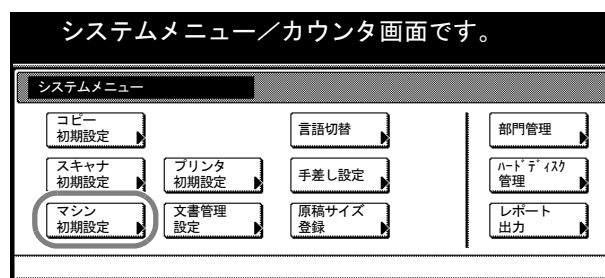 システムメニュー／カウンタ画面です。
システムメニュー
コピー
初期設定
言語切替
部門管理
スキャナ
初期設定
プリンタ
初期設定
手差し設定
ﾊｰﾄﾞﾃﾞｨｽｸ
管理
マシン
初期設定
文書管理
設定
原稿サイズ
登録
レポート
出力